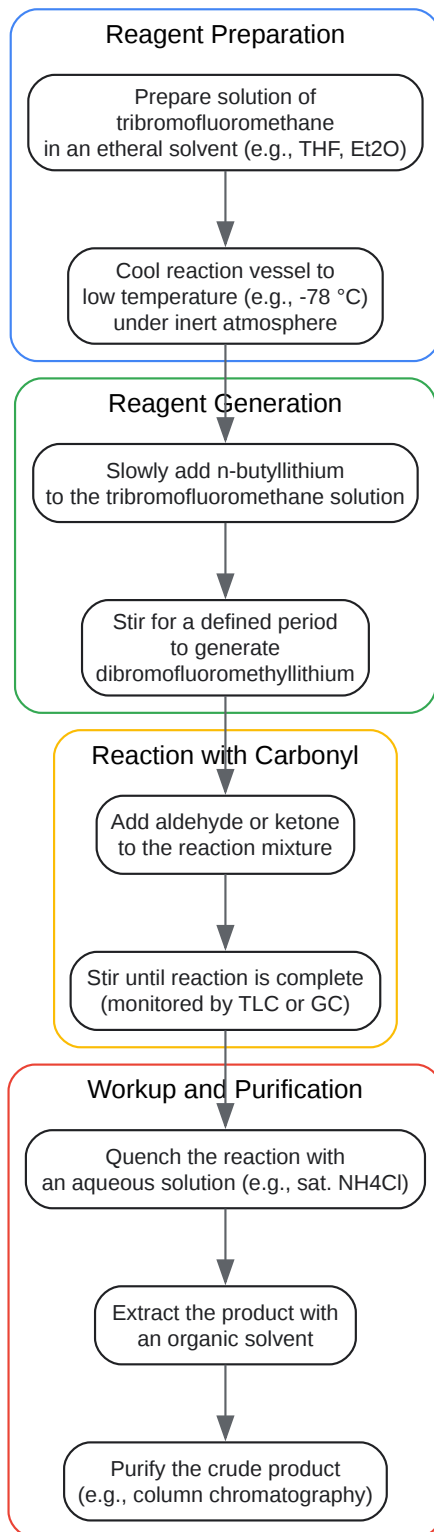 Reagent Preparation
Prepare solution of
tribromofluoromethane
in an etheral solvent (e.g., THF, Et2O)
Cool reaction vessel to
low temperature (e.g., -78 °C)
under inert atmosphere
Reagent Generation
Slowly add n-butyllithium
to the tribromofluoromethane solution
Stir for a defined period
to generate
dibromofluoromethyllithium
Reaction with Carbonyl
Add aldehyde or ketone
to the reaction mixture
Stir until reaction is complete
(monitored by TLC or GC)
Workup and Purification
Quench the reaction with
an aqueous solution (e.g., sat. NH4Cl)
Extract the product with
an organic solvent
Purify the crude product
(e.g., column chromatography)